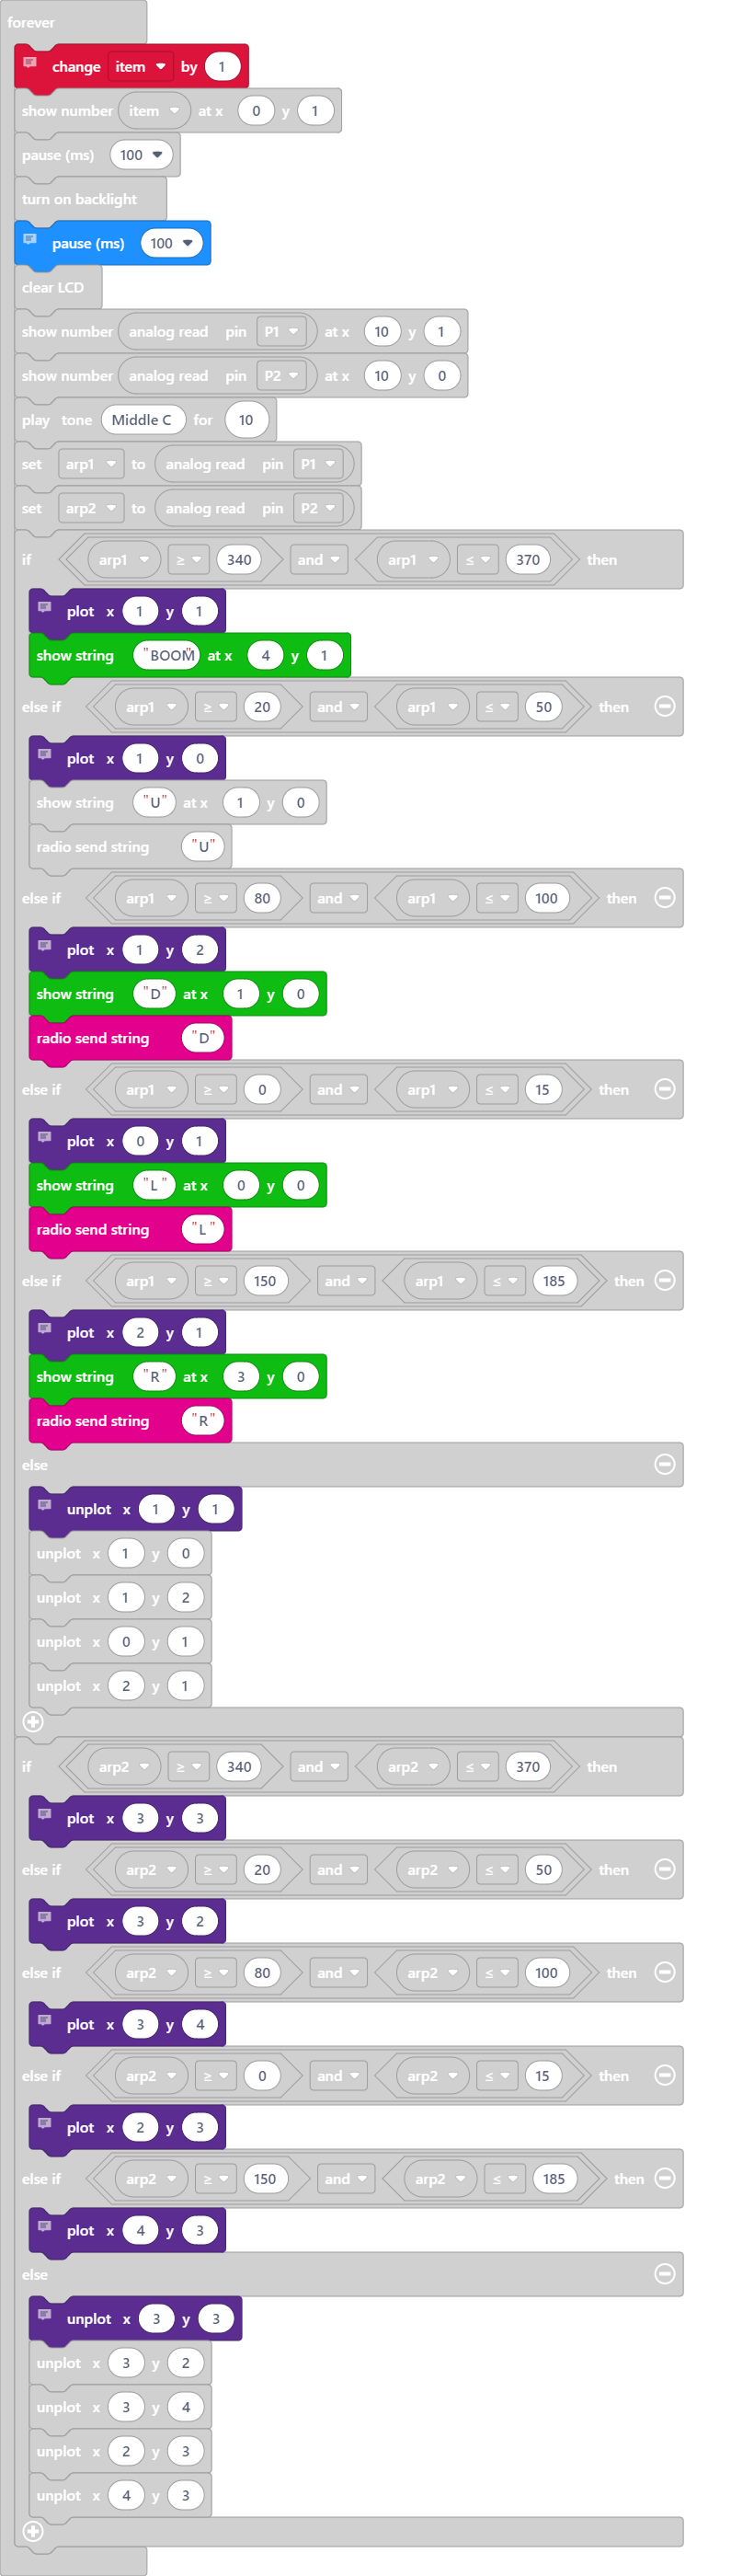 forever
change item by 1
show number item at x 0 y 1
pause (ms) 100
turn on backlight
pause (ms) 100
clear LCD
show number analog read pin P1 at x 10 y 1
show number analog read pin P2 at x 10 y 0
play tone Middle C for 10
set arp1 to analog read pin P1
set arp2 to analog read pin P2
if arp1 ≥ 340 and arp1 ≤ 370 then
plot x 1 y 1
show string "BOOM" at x 4 y 1
else if arp1 ≥ 20 and arp1 ≤ 50 then
plot x 1 y 0
show string "U" at x 1 y 0
radio send string "U"
else if arp1 ≥ 80 and arp1 ≤ 100 then
plot x 1 y 2
show string "D" at x 1 y 0
radio send string "D"
else if arp1 ≥ 0 and arp1 ≤ 15 then
plot x 0 y 1
show string "L" at x 0 y 0
radio send string "L"
else if arp1 ≥ 150 and arp1 ≤ 185 then
plot x 2 y 1
show string "R" at x 3 y 0
radio send string "R"
else
unplot x 1 y 1
unplot x 1 y 0
unplot x 1 y 2
unplot x 0 y 1
unplot x 2 y 1
if arp2 ≥ 340 and arp2 ≤ 370 then
plot x 3 y 3
else if arp2 ≥ 20 and arp2 ≤ 50 then
plot x 3 y 2
else if arp2 ≥ 80 and arp2 ≤ 100 then
plot x 3 y 4
else if arp2 ≥ 0 and arp2 ≤ 15 then
plot x 2 y 3
else if arp2 ≥ 150 and arp2 ≤ 185 then
plot x 4 y 3
else
unplot x 3 y 3
unplot x 3 y 2
unplot x 3 y 4
unplot x 2 y 3
unplot x 4 y 3